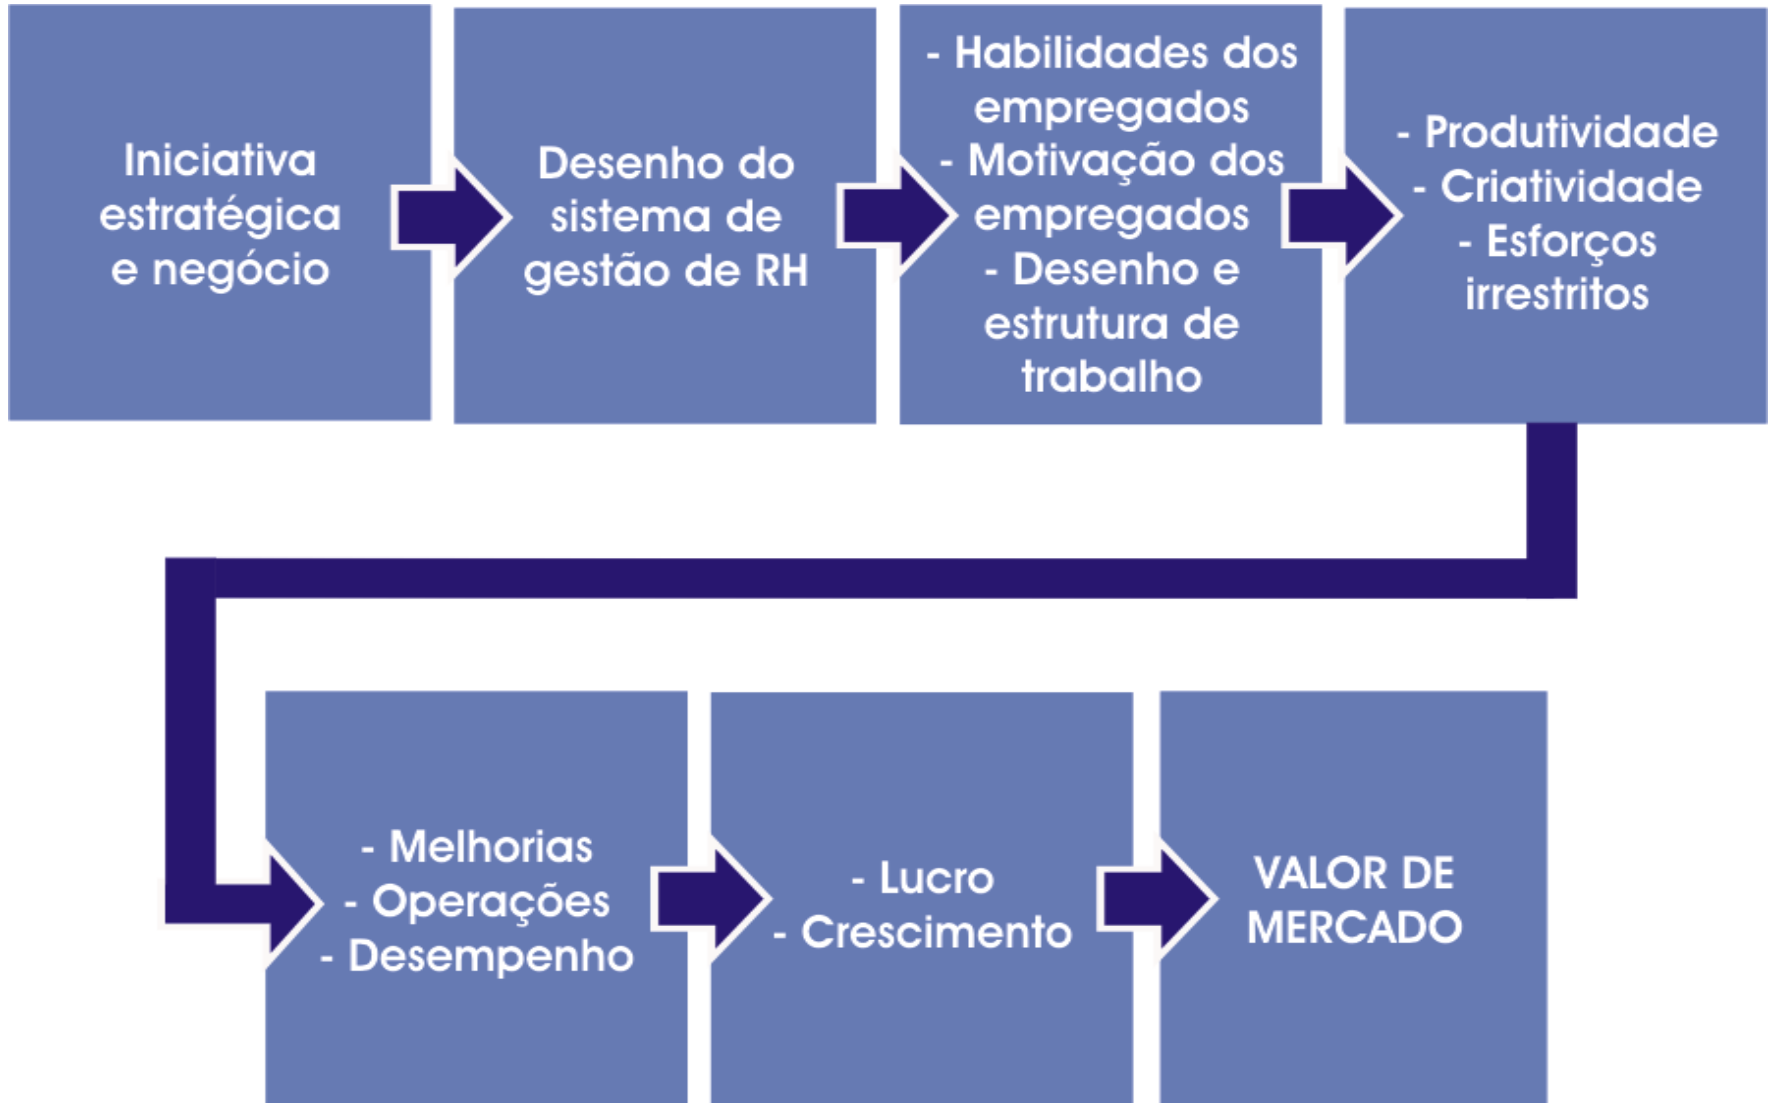 Iniciativa
estratégica
e negócio
Desenho do
sistema de
gestão de RH
- Habilidades dos
empregados
- Motivação dos
empregados
- Desenho e
estrutura de
trabalho
- Produtividade
- Criatividade
- Esforços
irrestritos
- Melhorias
- Operações
- Desempenho
- Lucro
- Crescimento
VALOR DE
MERCADO